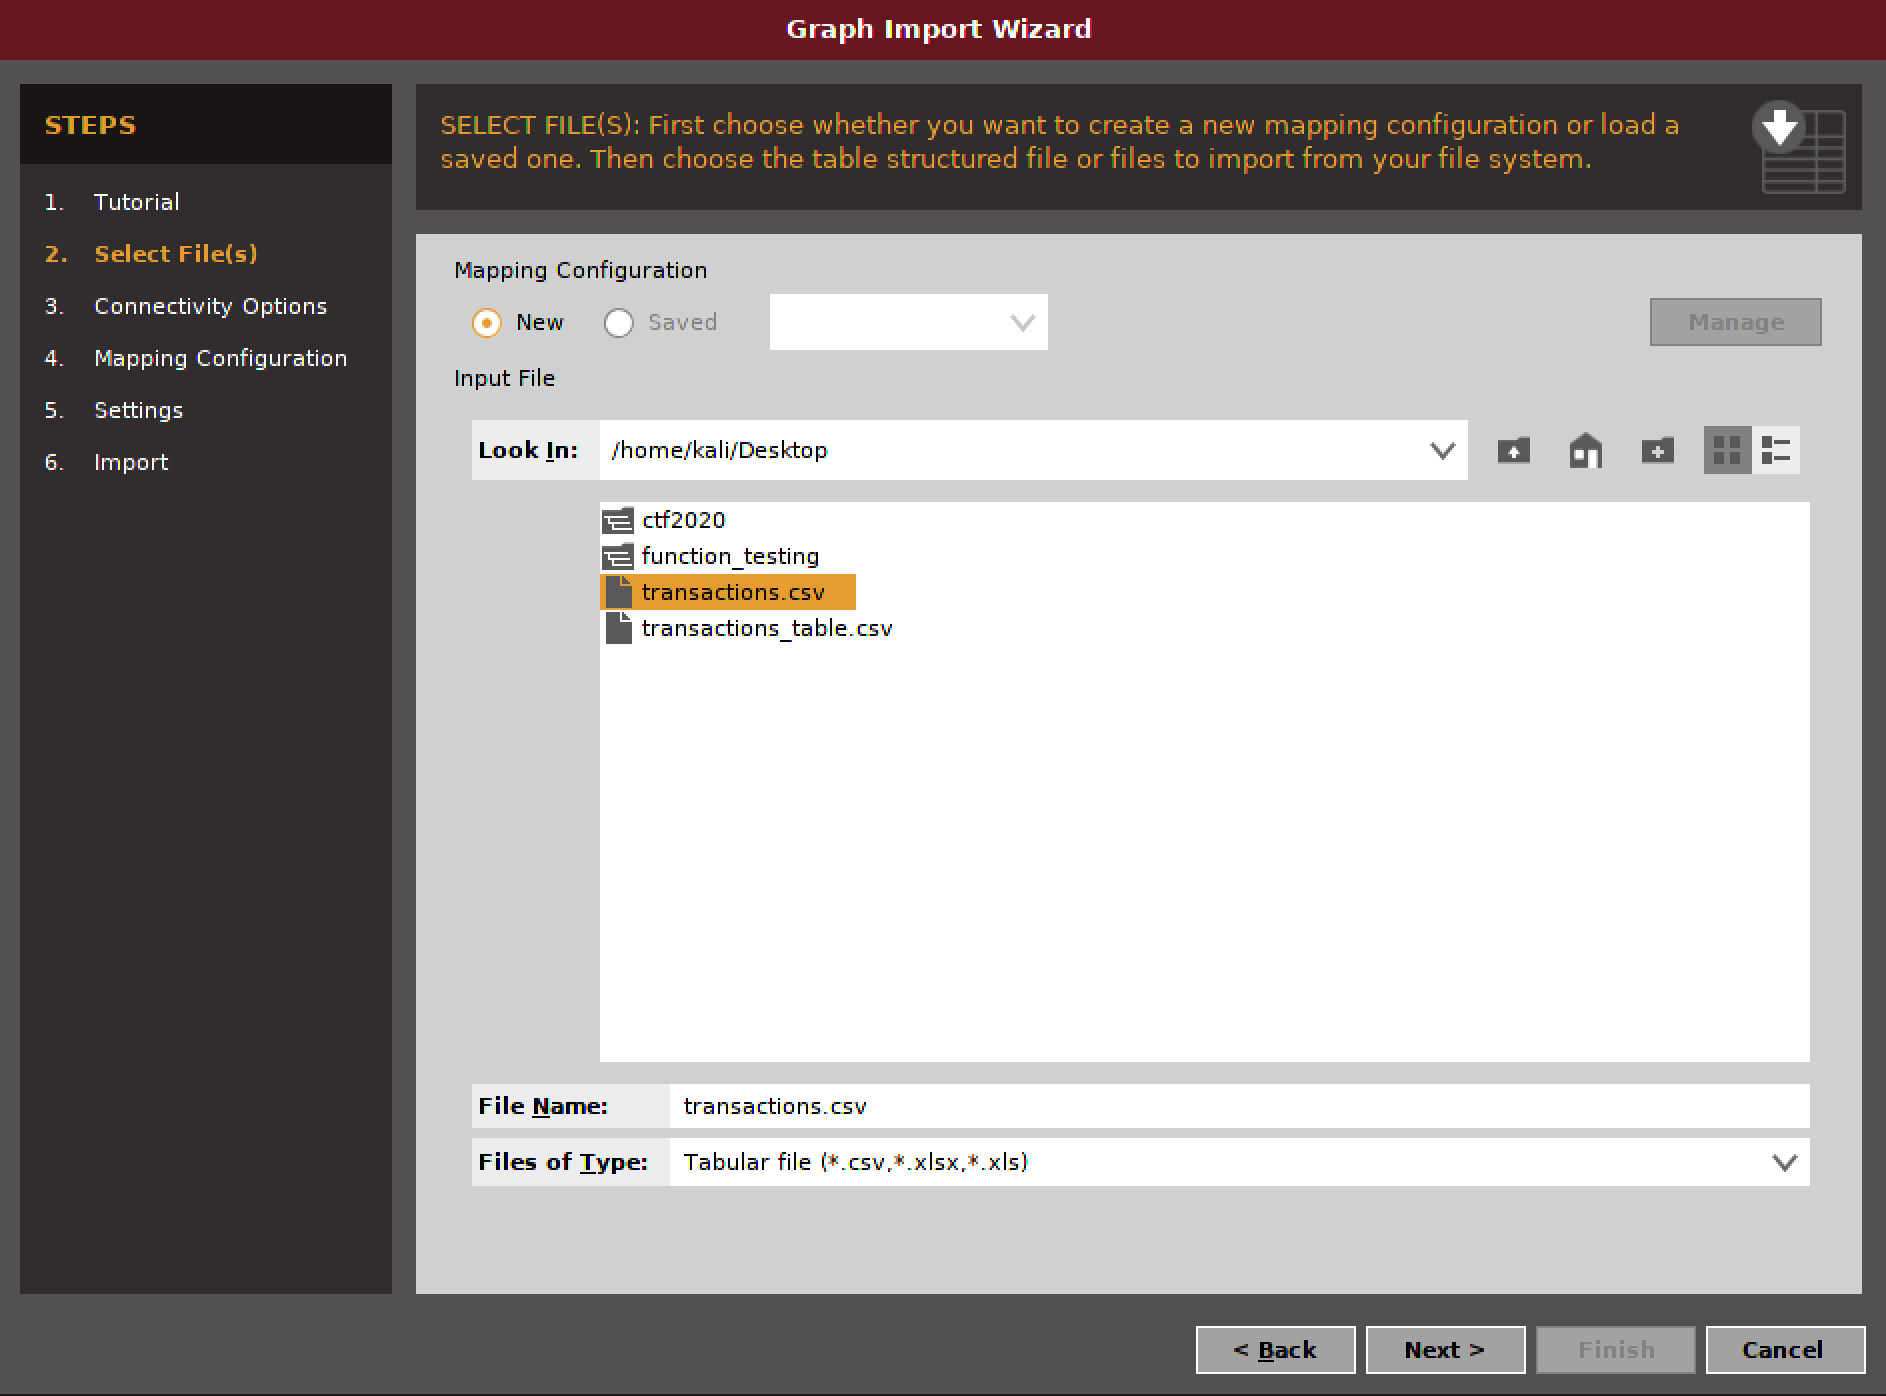 Graph Import Wizard
STEPS
1. Tutorial
2. Select File(s)
3. Connectivity Options
4. Mapping Configuration
5. Settings
6. Import
SELECT FILE(S): First choose whether you want to create a new mapping configuration or load a
saved one. Then choose the table structured file or files to import from your file system.
Mapping Configuration
New Saved Manage
Input File
Look In: /home/kali/Desktop
ctf2020
function_testing
transactions.csv
transactions_table.csv
File Name: transactions.csv
Files of Type: Tabular file (*.csv,*.xlsx,*.xls)
< Back Next > Finish Cancel